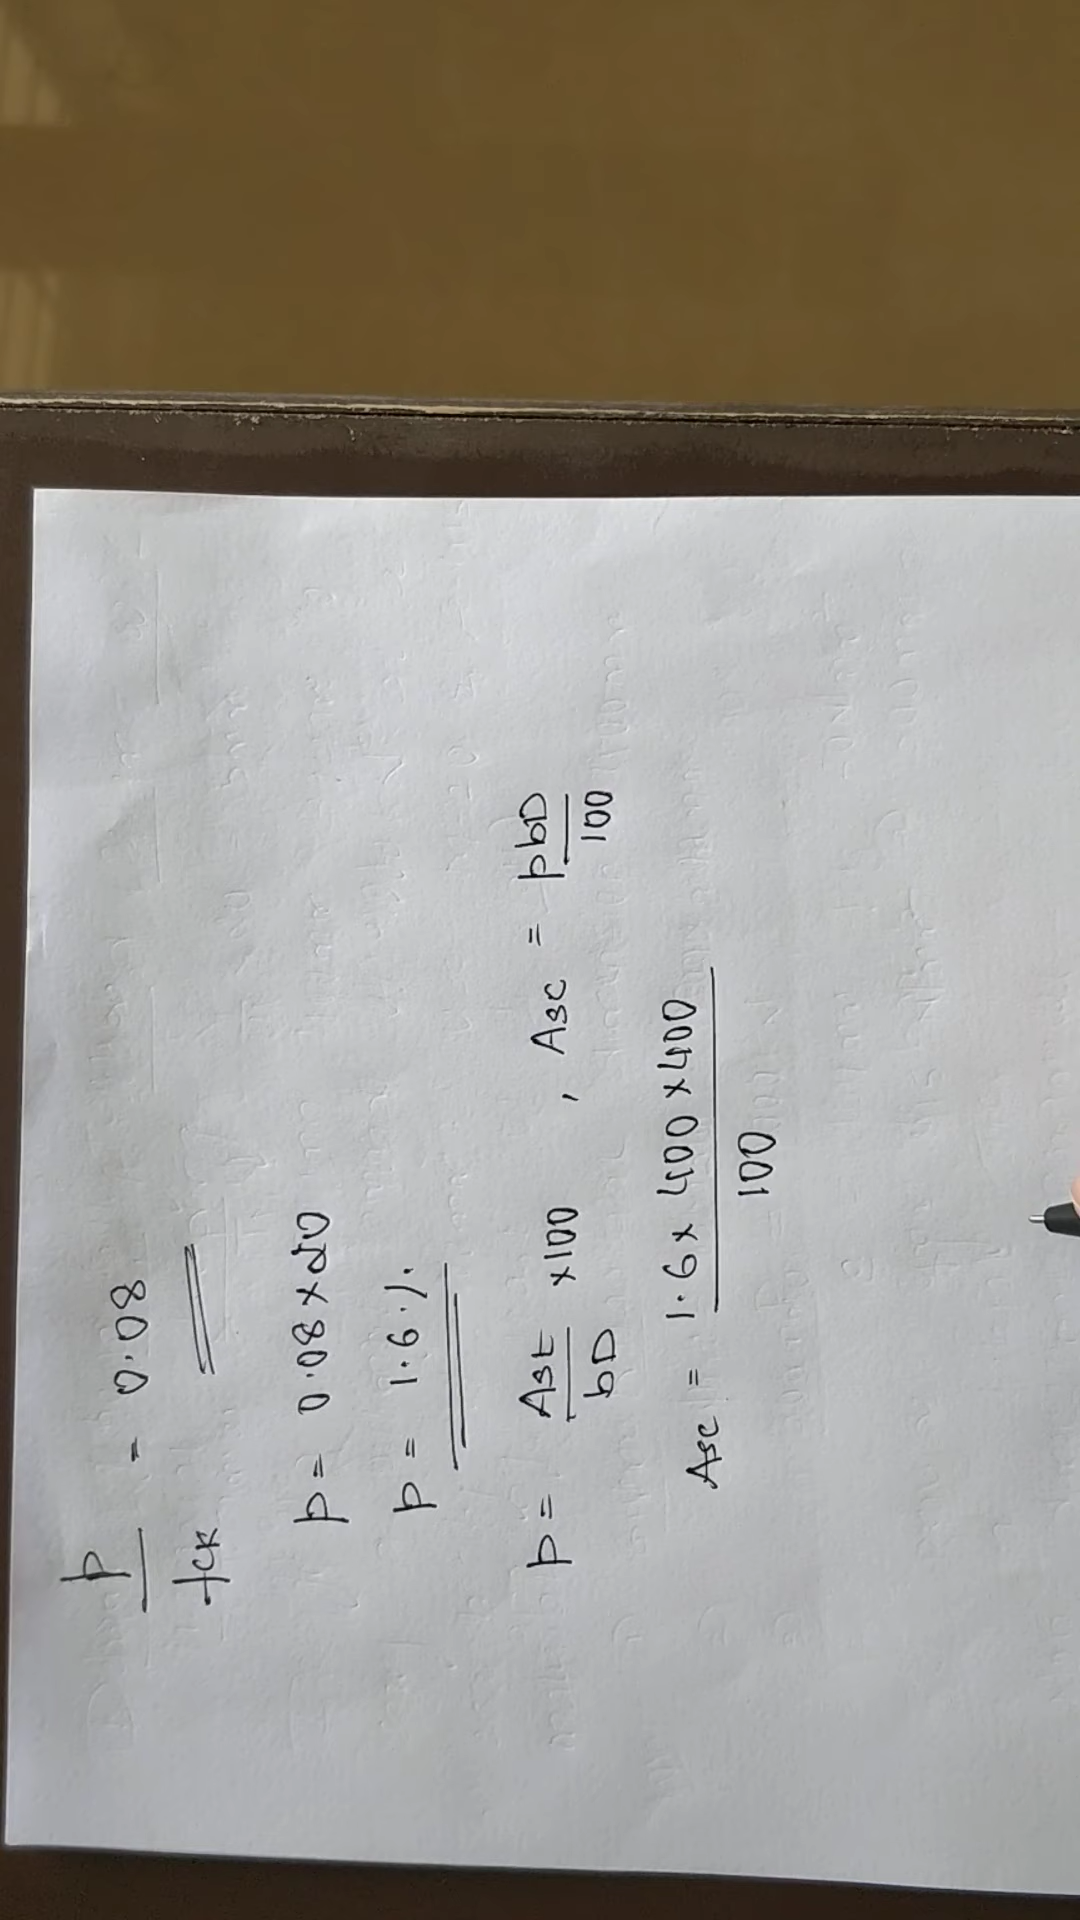 p
— = 0.08
fck
p = 0.08 x 20
p = 1.6 %
p = Ast/bD x100 , Asc = pbD/100
Asc = 1.6 x 400 x 400
100